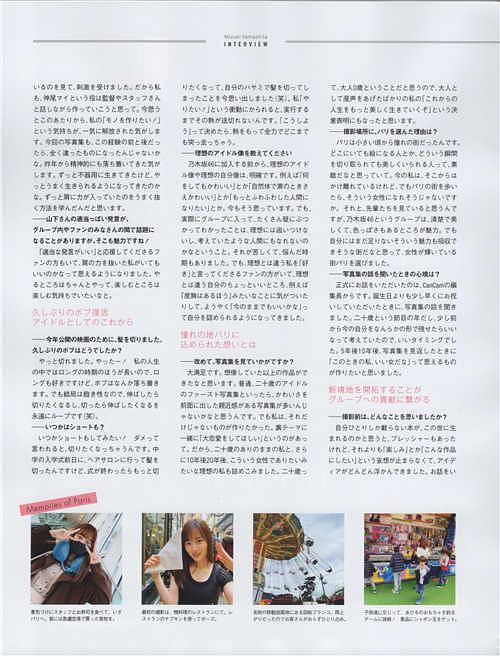 Mizuki Yamashita
INTERVIEW
いるのを見て、刺激を受けました。だから私
も、神尾マイという役は監督やスタッフさん
と話しながら作っていこうと思って。今思う
とこのあたりから、私の「モノを作りたい!」
という気持ちが、一気に解放された気がしま
す。今回の写真集も、この経験の前と後だった
ら、全く違ったものになったんじゃないか
な。昨年から精神的にも落ち着いてきた気が
します。ずっと不器用に生きてきたけど、や
っとうまく生きられるようになってきたのか
な。ずっと肩に力が入っていたのをうまく抜
く方法を学んだんだと思います。
――山下さんの適当っぽい発言が、
グループ内やファンのみなさんの間で話題に
なることがありますが、そこも魅力ですね!
「適当な発言がいい」と応援してくださるフ
ァンの方もいて、肩の力を抜いた私がいても
いいのかなって思えるようになりました。や
るところはちゃんとやって、楽しむところは
楽しむ気持ちでいたいなと。
久しぶりのボブ復活
アイドルとしてのこれから
――今年公開の映画のために、髪を切りました。
久しぶりのボブはどうでしたか?
やっと切れました。やったー! 私の人生
の中ではロングの時期のほうが長いので、ロ
ングも好きですけど、ボブはなんか落ち着き
ます。でも結局は飽き性なので、伸ばしたら
切りたくなるし、切ったら伸ばしたくなるを
永遠にループです(笑)。
――いつかはショートも?
いつかショートもしてみたい! ダメって
言われると、切りたくなっちゃうんです。中
学の入学式前日に、ヘアサロンに行って髪を
切ったんですけど、式が終わったらもっと切
りたくなって、自分のハサミで髪を切ってし
まったことを今思い出しました(笑)。私「や
りたい!」という衝動にかられると、実行する
までその熱が途切れないんです。「こうしよ
う」って決めたら、熱をもって全力でどこまで
も突っ走っちゃう。
――理想のアイドル像を教えてください
乃木坂46に加入する前から、理想のアイド
ル像や理想の自分像は、明確です。例えば「何
をしてもかわいい」とか「自然体で素のときさ
えかわいい」とか「もっとふわふわした人間に
なりたい」とか。今もそう思っています。でも、
実際にグループに入って、たくさん壁にぶつ
かってわかったことは、理想には追いつけな
いし、考えていたような人間にもなれないの
かなということ。それが苦しくて、悩んだ時
期もありました。でも、理想とは違う私を「好
き」と言ってくださるファンの方がいて、理想
とは違う自分のちょっといいところ、例えば
「度胸はあるほう」みたいなことに気がついた
りして、ようやく「今のままでもいいかな」っ
て自分を認められるようになってきました。
憧れの地パリに
込められた想いとは
――改めて、写真集を見ていかがですか?
大満足です。想像していた以上の作品がで
きたなと思います。普通、二十歳のアイドル
のファースト写真集といったら、かわいさを
前面に出した親近感がある写真集が多いんじ
ゃないかなと思うんです。でも私は、それだ
けじゃないものが作りたかった。裏テーマに
一緒に「大恋愛をしてほしい」というのがあっ
て。だから、二十歳のありのままの私と、さら
に10年後20年後、こういう女性でありたいみ
たいな理想の私も詰めこみました。二十歳っ
て、大人0歳ということだと思うので、大人と
して産声をあげたばかりの私の「これからの
人生をもっと美しく生きていくぞ」という決
意表明にもなったと思います。
――撮影場所に、パリを選んだ理由は?
パリは小さい頃から憧れの街だったんです。
どこにいても絵になる人とか、どういう瞬間
を切り取られても美しくいられる人って、素
敵だなと思っていて。今の私は、そこからは
かけ離れているけれど、でもパリの街を歩い
たら、そういう女性になれそうじゃないです
か。それと、先輩たちを見ていると思うんで
すが、乃木坂46というグループは、清楚で美
しくて、色っぽさもあるところが魅力。でも
自分にはまだ足りないそういう魅力も吸収で
きそうな街だなと思って、女性が輝いている
街パリを選びました。
――写真集の話を聞いたときの心境は?
正式にお話をいただいたのは、CanCamの編
集長からです。誕生日よりも少し早くにお祝
いしていただいたときに、写真集の話を聞き
ました。二十歳という節目の年だし、少し前
から今の自分をなんらかの形で残せたらいい
なって考えていたので、いいタイミングでし
た。5年後10年後、写真集を見返したときに
「この人のこのときの私、いい女だな」って思えるもの
が作りたいと思いました。
新境地を開拓することが
グループへの貢献に繋がる
――撮影前は、どんなことを思いましたか?
自分ひとりしか載らない本が、この世に生
まれるのかと思うと、プレッシャーもあった
けれど、それよりも「楽しみ」とか「こんな作品
にしたい」という妄想が止まらなくて、アイデ
ィアがどんどん浮かんできました。お話をい
Memories of Paris